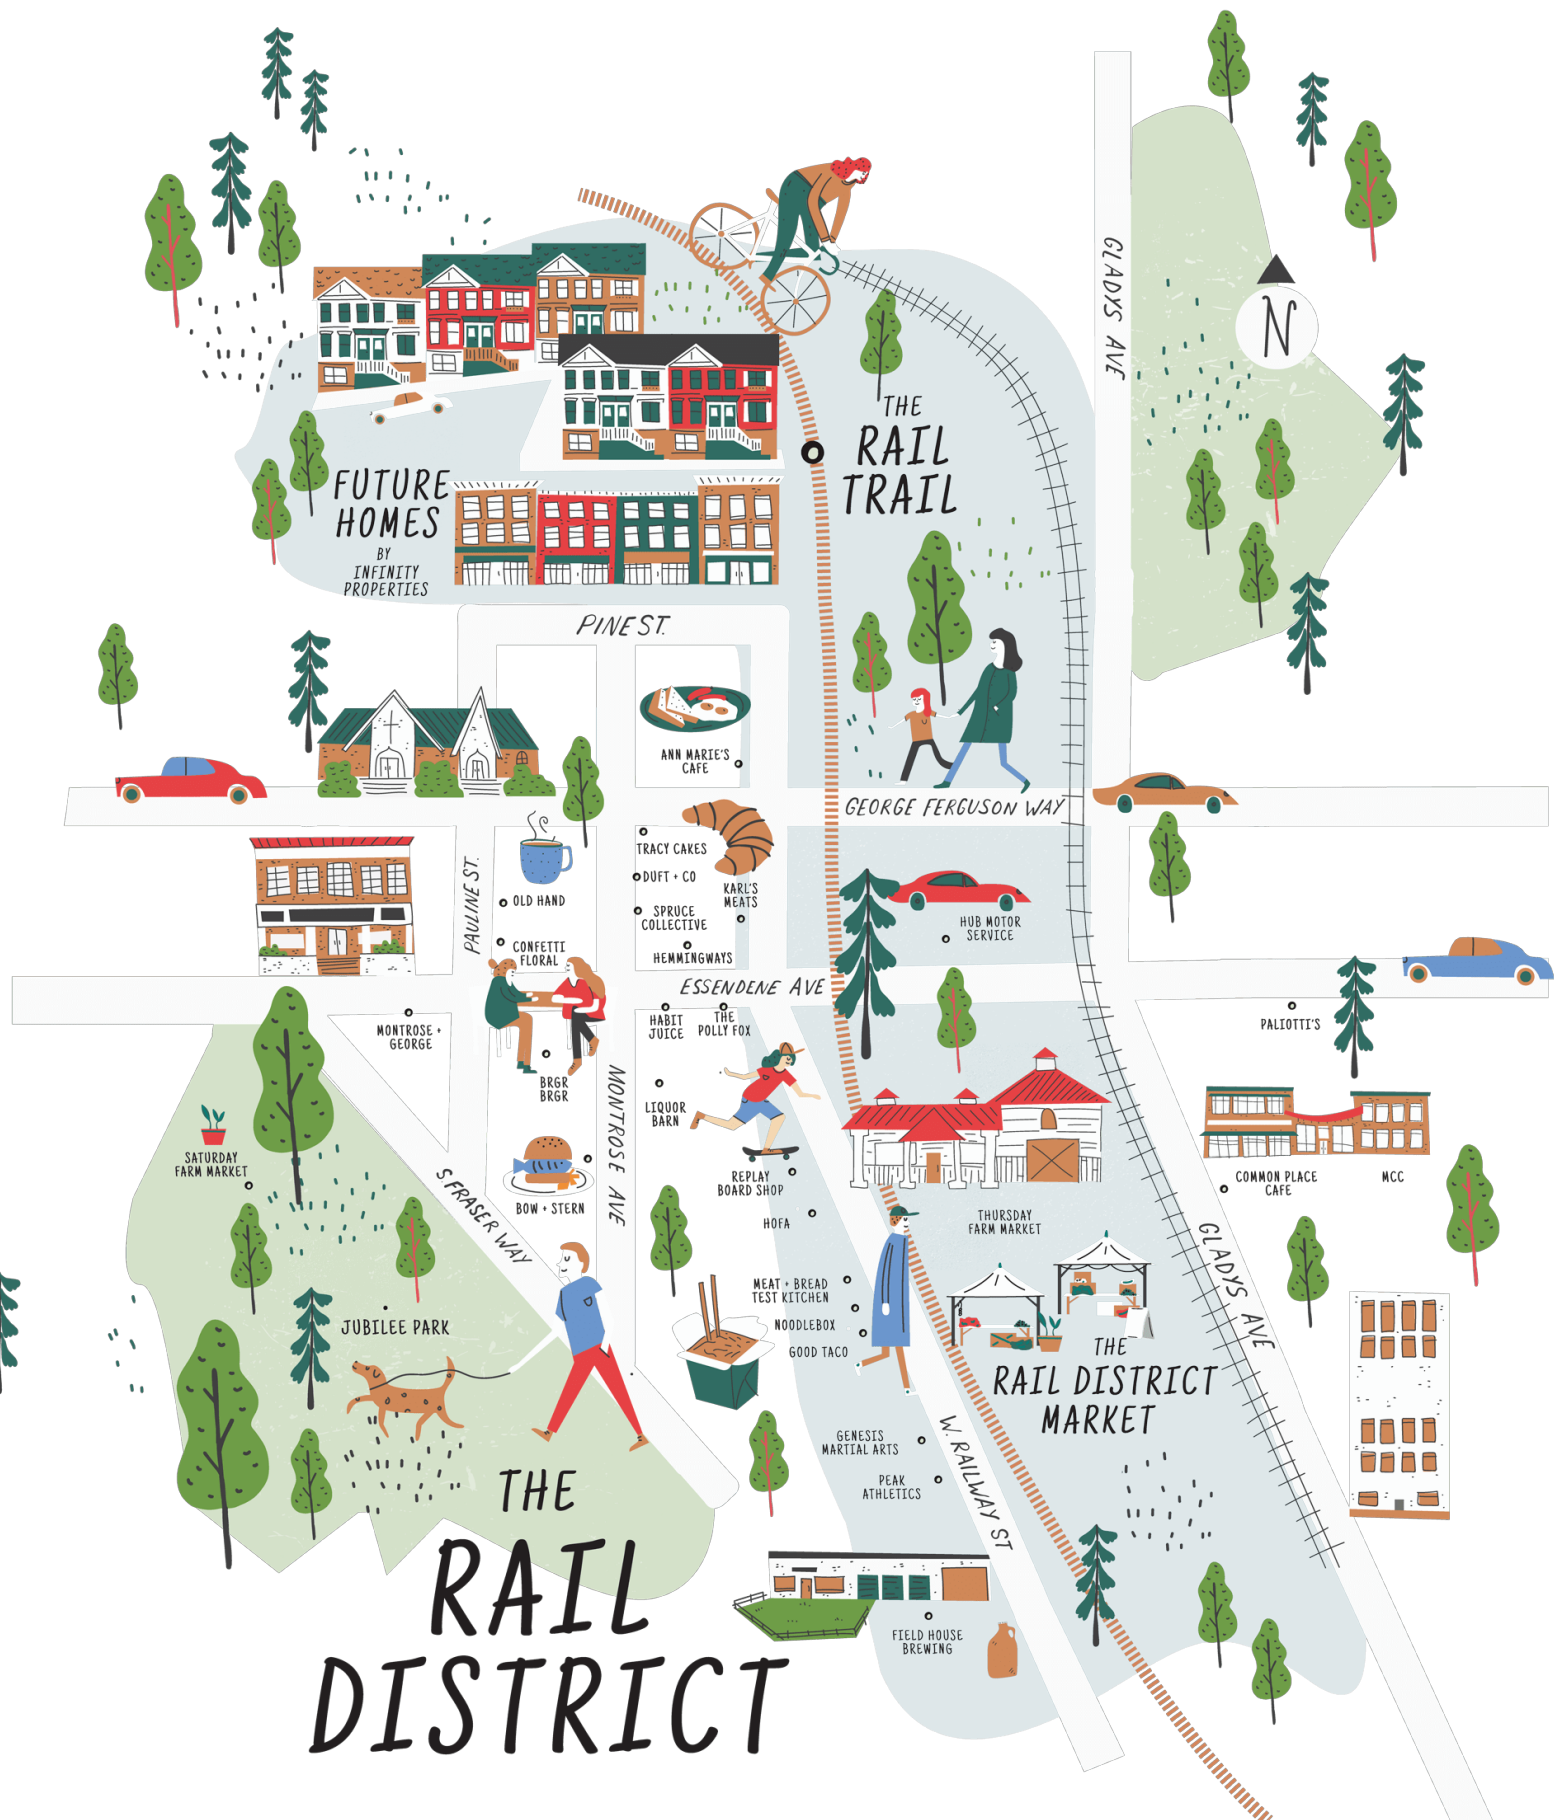 GLADYS AVE
N
THE
RAIL
TRAIL
FUTURE
HOMES
BY
INFINITY
PROPERTIES
PINE ST.
ANN MARIE'S
CAFE
GEORGE FERGUSON WAY
PAULINE ST.
OLD HAND
CONFETTI
FLORAL
TRACY CAKES
DUFT + CO
SPRUCE
COLLECTIVE
HEMMINGWAYS
KARL'S
MEATS
HUB MOTOR
SERVICE
ESSENDENE AVE
MONTROSE +
GEORGE
HABIT
JUICE
THE
POLLY FOX
PALIOTTI'S
BRGR
BRGR
LIQUOR
BARN
MONTROSE AVE
SATURDAY
FARM MARKET
S.FRASER WAY
BOW + STERN
REPLAY
BOARD SHOP
HOFA
THURSDAY
FARM MARKET
COMMON PLACE
CAFE
MCC
GLADYS AVE
MEAT + BREAD
TEST KITCHEN
NOODLEBOX
GOOD TACO
JUBILEE PARK
THE
RAIL DISTRICT
MARKET
GENESIS
MARTIAL ARTS
PEAK
ATHLETICS
W. RAILWAY ST
FIELD HOUSE
BREWING
THE
RAIL
DISTRICT